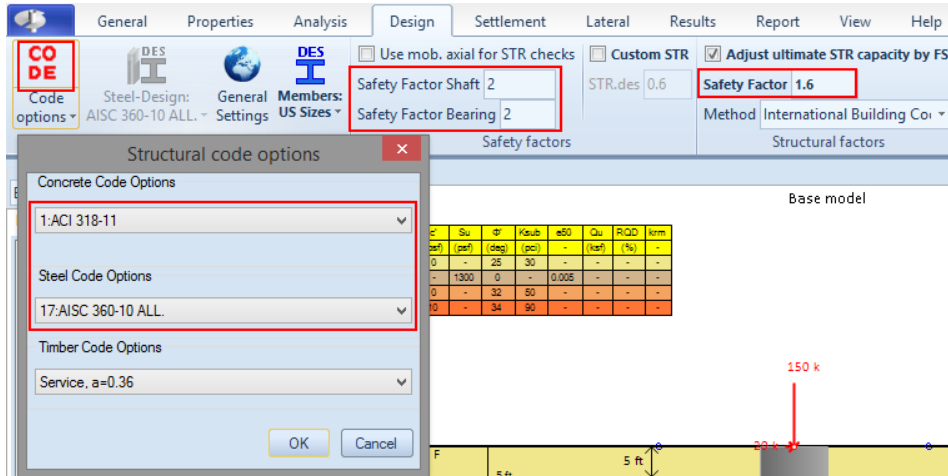 General Properties Analysis Design Settlement Lateral Results Report View Help
CO
DE
Code
options
DES
Steel-Design:
AISC 360-10 ALL.
General
Settings
DES
Members:
US Sizes
Use mob. axial for STR checks
Safety Factor Shaft 2
Safety Factor Bearing 2
Safety factors
Custom STR
STR.des 0.6
Adjust ultimate STR capacity by FS
Safety Factor 1.6
Method International Building Co
Structural factors
Structural code options
Concrete Code Options
1:ACI 318-11
Steel Code Options
17:AISC 360-10 ALL.
Timber Code Options
Service, a=0.36
OK Cancel
Base model
c' Su Φ' Ksub e50 Qu RQD krm
(psf) (deg) (pci) - (ksf) (%) -
0 - 25 30 - - - -
- 1300 0 - 0.005 - - -
0 - 32 50 - - - -
- 34 90 - - - -
150 k
20 k
F
5 ft
5 ft